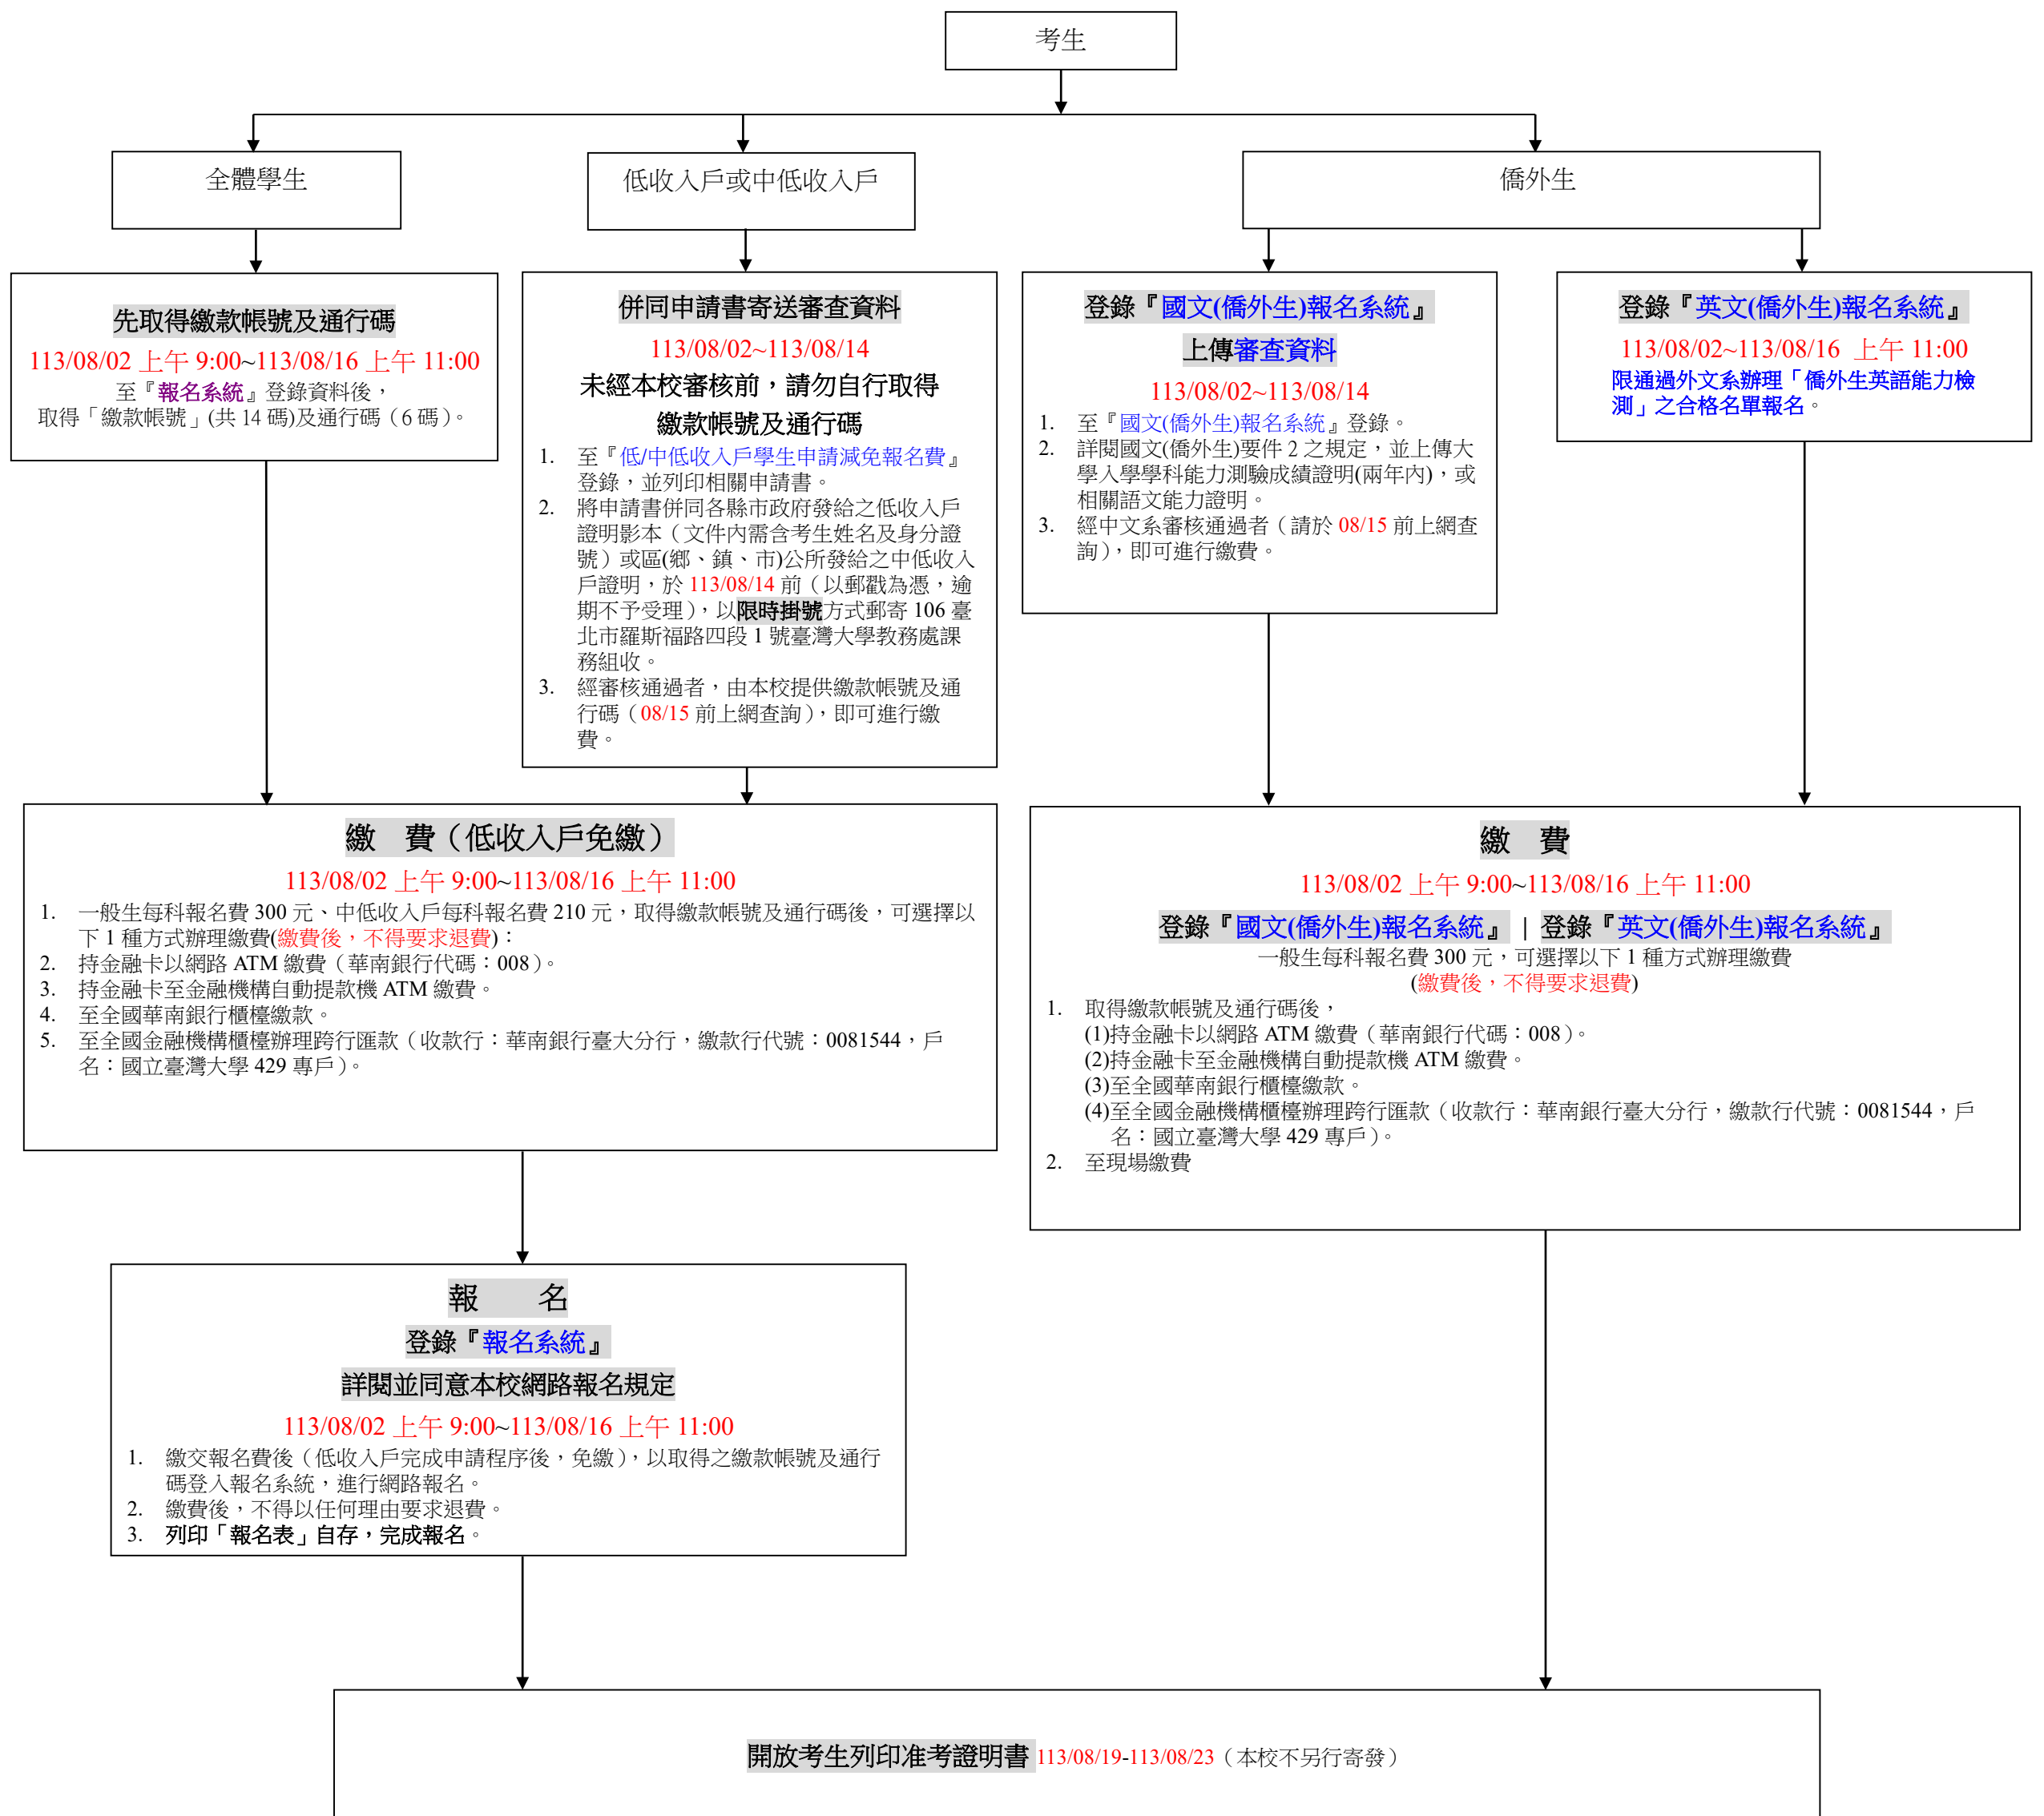 考生
全體學生
低收入戶或中低收入戶
僑外生
先取得繳款帳號及通行碼
113/08/02 上午 9:00~113/08/16 上午 11:00
至『報名系統』登錄資料後，
取得「繳款帳號」(共 14 碼)及通行碼（6 碼）。
併同申請書寄送審查資料
113/08/02~113/08/14
未經本校審核前，請勿自行取得
繳款帳號及通行碼
1. 至『低/中低收入戶學生申請減免報名費』
登錄，並列印相關申請書。
2. 將申請書併同各縣市政府發給之低收入戶
證明影本（文件內需含考生姓名及身分證
號）或區(鄉、鎮、市)公所發給之中低收入
戶證明，於 113/08/14 前（以郵戳為憑，逾
期不予受理），以限時掛號方式郵寄 106 臺
北市羅斯福路四段 1 號臺灣大學教務處課
務組收。
3. 經審核通過者，由本校提供繳款帳號及通
行碼（08/15 前上網查詢），即可進行繳
費。
登錄『國文(僑外生)報名系統』
上傳審查資料
113/08/02~113/08/14
1. 至『國文(僑外生)報名系統』登錄。
2. 詳閱國文(僑外生)要件 2 之規定，並上傳大
學入學學科能力測驗成績證明(兩年內)，或
相關語文能力證明。
3. 經中文系審核通過者（請於 08/15 前上網查
詢），即可進行繳費。
登錄『英文(僑外生)報名系統』
113/08/02~113/08/16 上午 11:00
限通過外文系辦理「僑外生英語能力檢
測」之合格名單報名。
繳 費（低收入戶免繳）
113/08/02 上午 9:00~113/08/16 上午 11:00
1. 一般生每科報名費 300 元、中低收入戶每科報名費 210 元，取得繳款帳號及通行碼後，可選擇以
下 1 種方式辦理繳費(繳費後，不得要求退費)：
2. 持金融卡以網路 ATM 繳費（華南銀行代碼：008）。
3. 持金融卡至金融機構自動提款機 ATM 繳費。
4. 至全國華南銀行櫃檯繳款。
5. 至全國金融機構櫃檯辦理跨行匯款（收款行：華南銀行臺大分行，繳款行代號：0081544，戶
名：國立臺灣大學 429 專戶）。
繳 費
113/08/02 上午 9:00~113/08/16 上午 11:00
登錄『國文(僑外生)報名系統』 | 登錄『英文(僑外生)報名系統』
一般生每科報名費 300 元，可選擇以下 1 種方式辦理繳費
(繳費後，不得要求退費)
1. 取得繳款帳號及通行碼後，
(1)持金融卡以網路 ATM 繳費（華南銀行代碼：008）。
(2)持金融卡至金融機構自動提款機 ATM 繳費。
(3)至全國華南銀行櫃檯繳款。
(4)至全國金融機構櫃檯辦理跨行匯款（收款行：華南銀行臺大分行，繳款行代號：0081544，戶
名：國立臺灣大學 429 專戶）。
2. 至現場繳費
報 名
登錄『報名系統』
詳閱並同意本校網路報名規定
113/08/02 上午 9:00~113/08/16 上午 11:00
1. 繳交報名費後（低收入戶完成申請程序後，免繳），以取得之繳款帳號及通行
碼登入報名系統，進行網路報名。
2. 繳費後，不得以任何理由要求退費。
3. 列印「報名表」自存，完成報名。
開放考生列印准考證明書 113/08/19-113/08/23（本校不另行寄發）